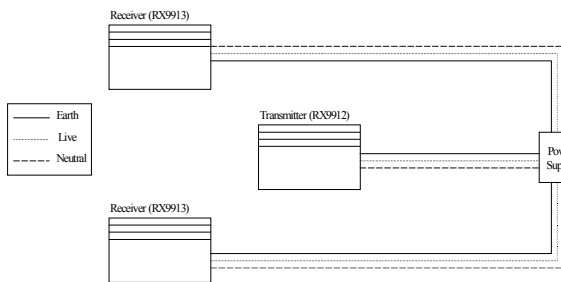 Receiver (RX9913)
Transmitter (RX9912)
Earth
Live
Neutral
Receiver (RX9913)